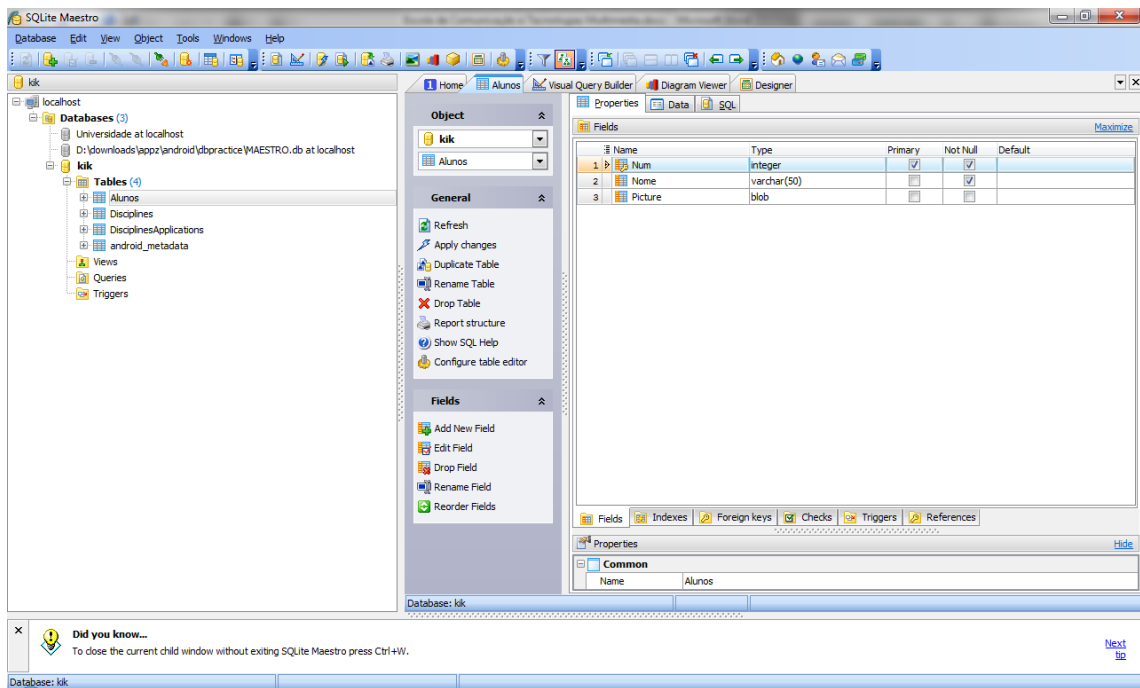 SQLite Maestro
Database Edit View Object Tools Windows Help
kik
localhost
Databases (3)
Universidade at localhost
D:\downloads\appz\android\dbpractice\MAESTRO.db at localhost
kik
Tables (4)
Alunos
Disciplines
DisciplinesApplications
android_metadata
Views
Queries
Triggers
1 Home Alunos Visual Query Builder Diagram Viewer Designer
Object
kik
Alunos
General
Refresh
Apply changes
Duplicate Table
Rename Table
Drop Table
Report structure
Show SQL Help
Configure table editor
Fields
Add New Field
Edit Field
Drop Field
Rename Field
Reorder Fields
Properties Data SQL
Fields Maximize
Name Type Primary Not Null Default
1 Num integer
2 Nome varchar(50)
3 Picture blob
Fields Indexes Foreign keys Checks Triggers References
Properties Hide
Common
Name Alunos
Database: kik
Did you know...
To close the current child window without exiting SQLite Maestro press Ctrl+W.
Next
tip
Database: kik